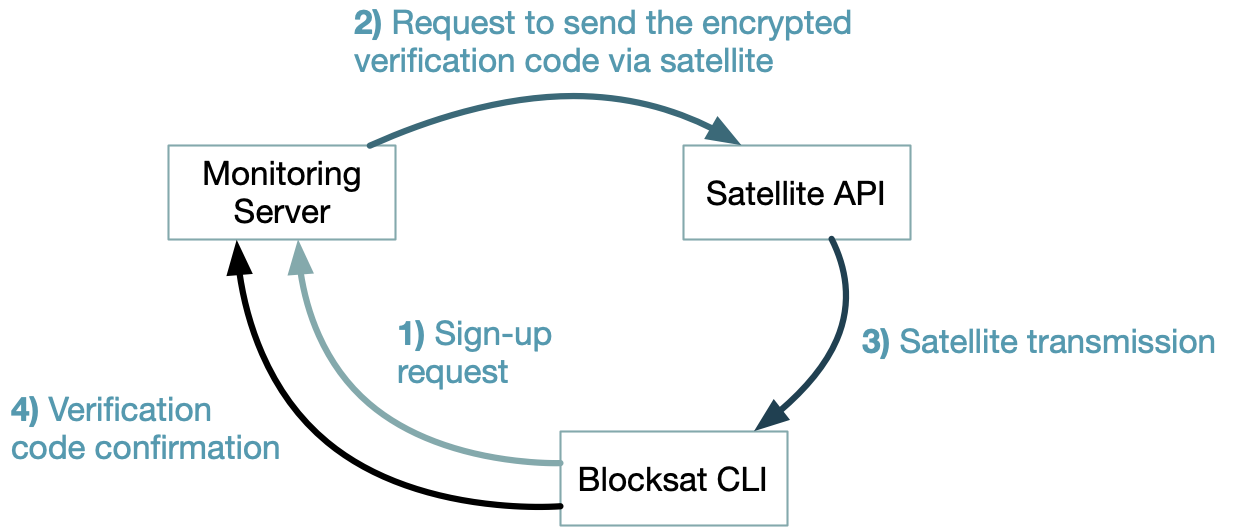 2) Request to send the encrypted
verification code via satellite
Monitoring
Server
Satellite API
1) Sign-up
request
3) Satellite transmission
4) Verification
code confirmation
Blocksat CLI